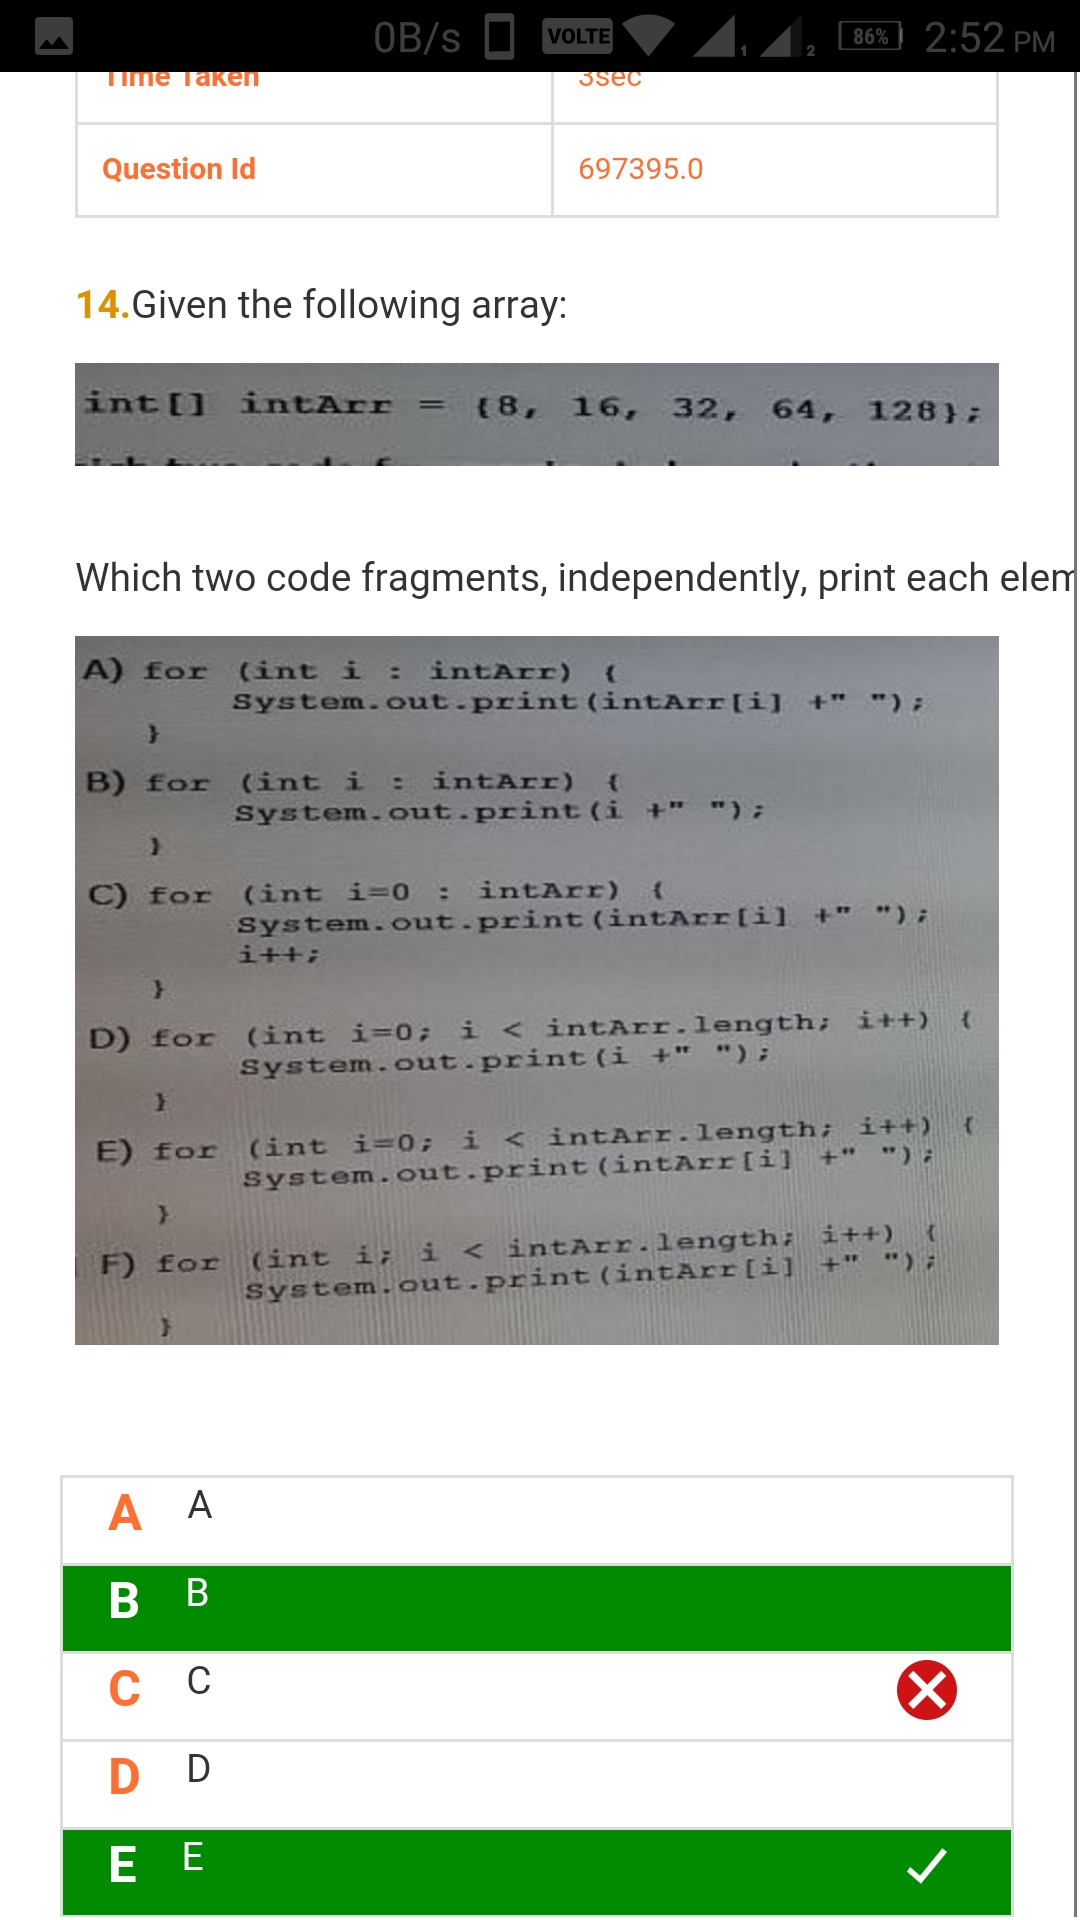 0B/s VOLTE 1 2 86% 2:52 PM
Time Taken 3sec
Question Id 697395.0
14.Given the following array:
int[] intArr = {8, 16, 32, 64, 128};
Which two code fragments, independently, print each elem
A) for (int i : intArr) {
System.out.print(intArr[i] +" ");
}
B) for (int i : intArr) {
System.out.print(i +" ");
}
C) for (int i=0 : intArr) {
System.out.print(intArr[i] +" ");
i++;
}
D) for (int i=0; i < intArr.length; i++) {
System.out.print(i +" ");
}
E) for (int i=0; i < intArr.length; i++) {
System.out.print(intArr[i] +" ");
}
F) for (int i; i < intArr.length; i++) {
System.out.print(intArr[i] +" ");
}
A A
B B
C C
D D
E E